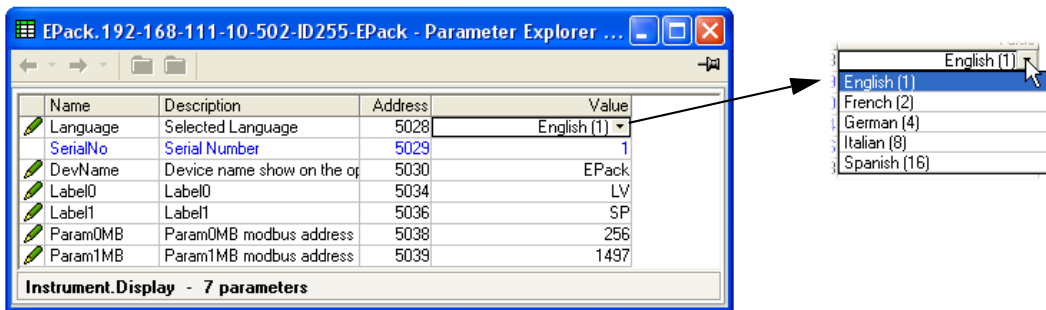 EPack.192-168-111-10-502-ID255-EPack - Parameter Explorer ...
Name Description Address Value
Language Selected Language 5028 English (1)
SerialNo Serial Number 5029 1
DevName Device name show on the op 5030 EPack
Label0 Label0 5034 LV
Label1 Label1 5036 SP
Param0MB Param0MB modbus address 5038 256
Param1MB Param1MB modbus address 5039 1497
Instrument.Display - 7 parameters
English (1)
English (1)
French (2)
German (4)
Italian (8)
Spanish (16)